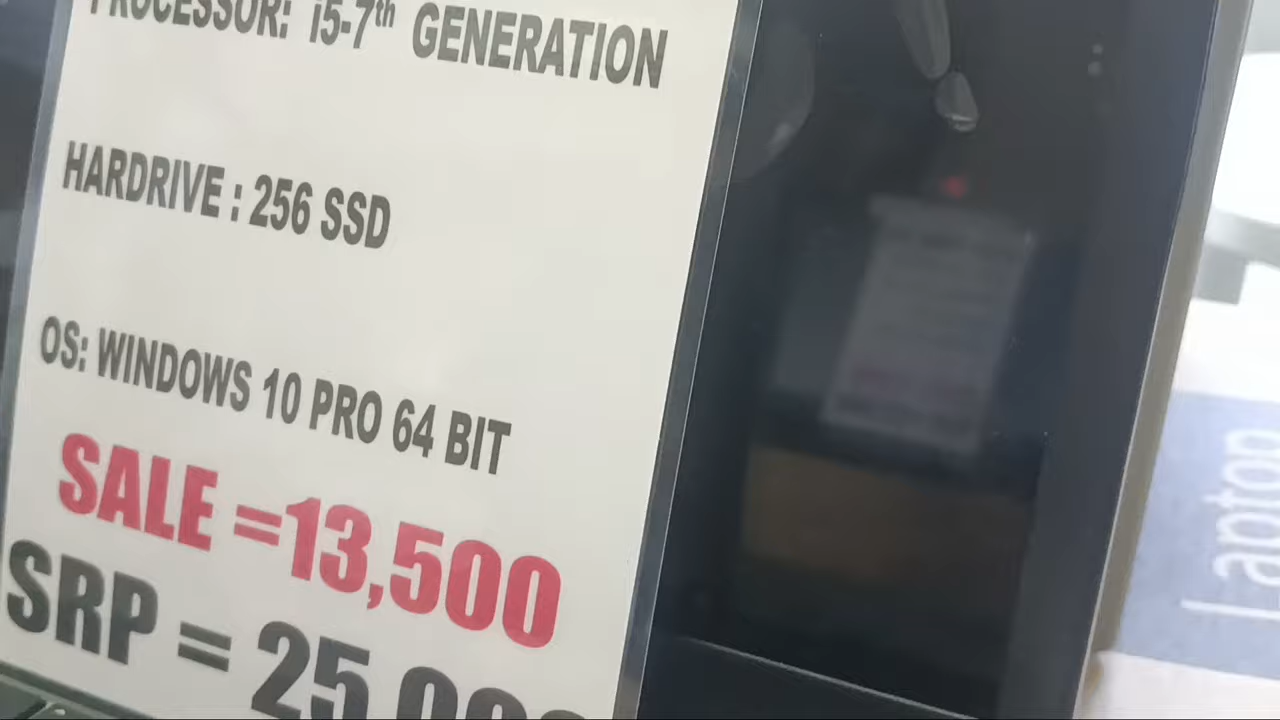 PROCESSOR: i5-7th GENERATION
HARDRIVE : 256 SSD
OS: WINDOWS 10 PRO 64 BIT
SALE =13,500
SRP = 25,000
Laptop